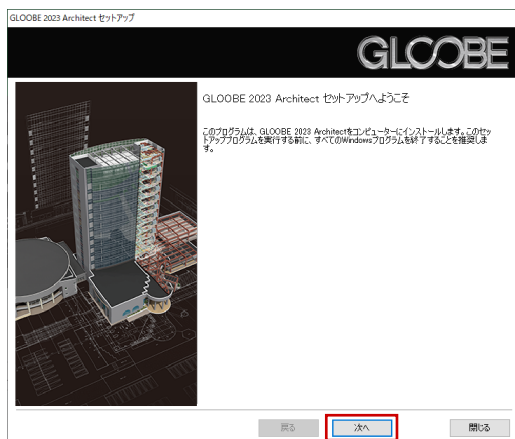 GLOOBE 2023 Architect セットアップ
GLOOBE
GLOOBE 2023 Architect セットアップへようこそ
このプログラムは、GLOOBE 2023 Architectをコンピューターにインストールします。このセッ
トアッププログラムを実行する前に、すべてのWindowsプログラムを終了することを推奨しま
す。
戻る
次へ
閉じる